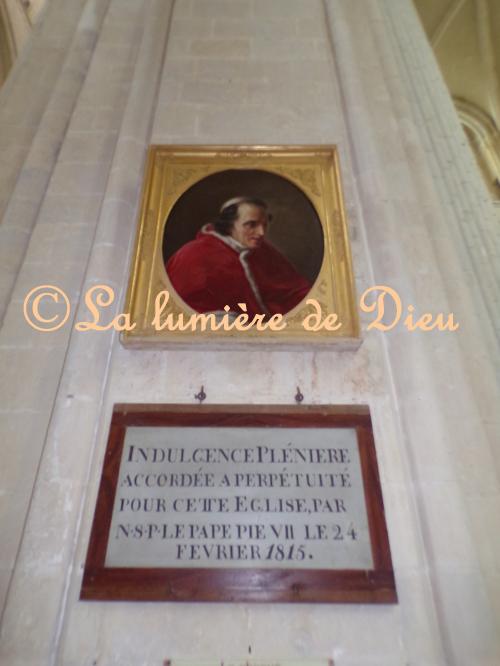 © La lumière de Dieu
INDULGENCE PLÉNIERE
ACCORDÉE A PERPÉTUITÉ
POUR CETTE EGLISE, PAR
N·S·P·LE PAPE PIE VII LE 24
FEVRIER 1815.